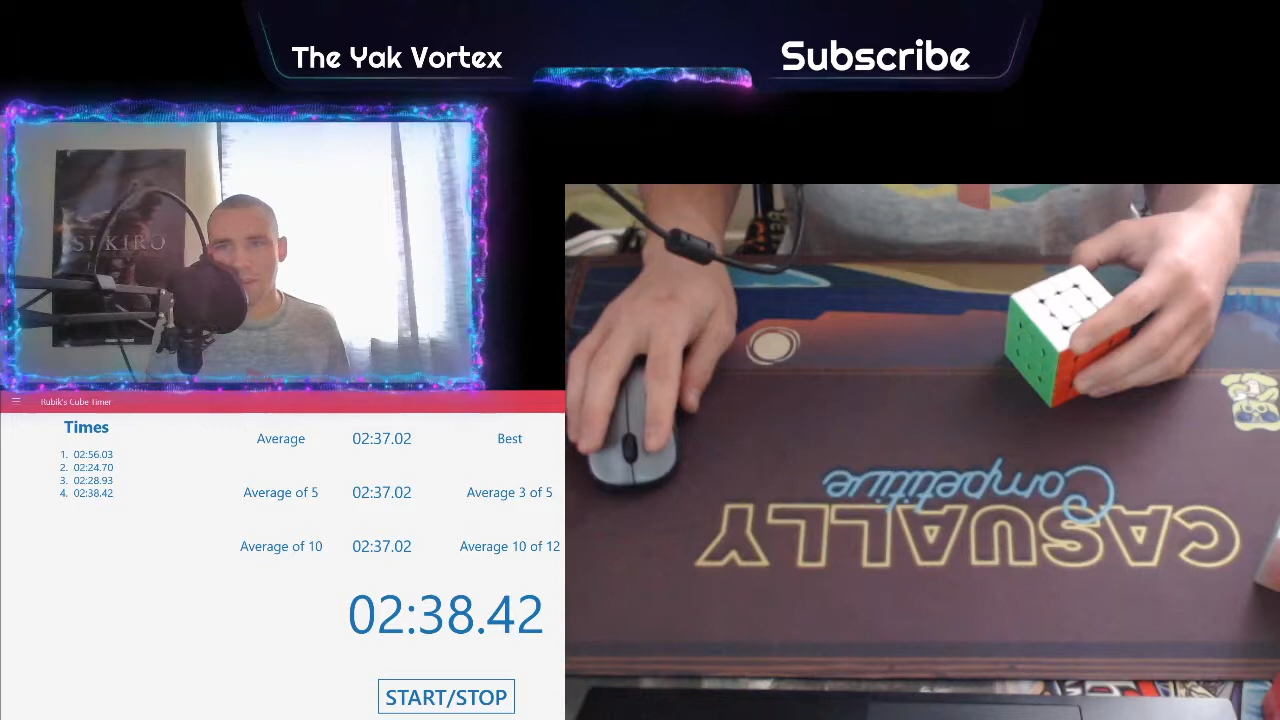 The Yak Vortex
Subscribe
SEKIRO
Rubik's Cube Timer
Times
1. 02:56.03
2. 02:24.70
3. 02:28.93
4. 02:38.42
Average 02:37.02 Best
Average of 5 02:37.02 Average 3 of 5
Average of 10 02:37.02 Average 10 of 12
02:38.42
START/STOP
CASUALLY
Competitive